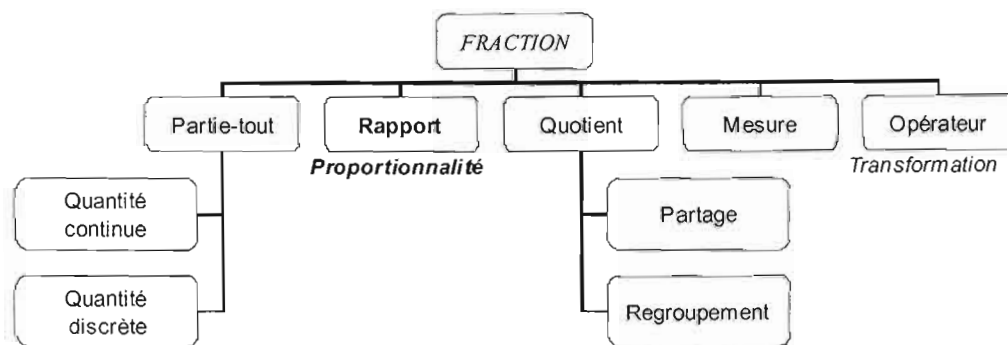 FRACTION
Partie-tout
Rapport
Quotient
Mesure
Opérateur
Proportionnalité
Transformation
Quantité
continue
Partage
Quantité
discrète
Regroupement